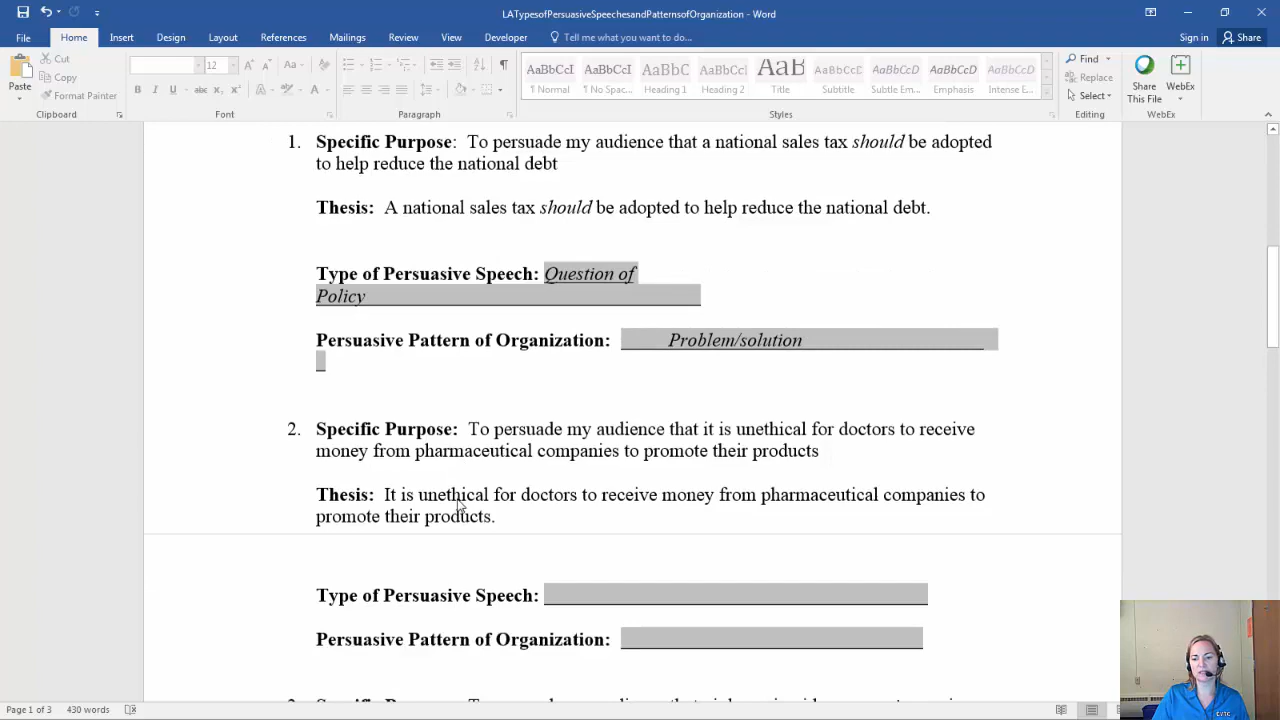 LATypesofPersuasiveSpeechesandPatternsofOrganization - Word
File Home Insert Design Layout References Mailings Review View Developer Tell me what you want to do... Sign in Share
Cut
Copy
Format Painter
Paste
12
Aa
B I U abc x₂ x²
AaBbCcI AaBbCcI AaBbC AaBbCc AaB AaBbCcD AaBbCcD AaBbCcD AaBbCcD
¶ Normal ¶ No Spac... Heading 1 Heading 2 Title Subtitle Subtle Em... Emphasis Intense E...
Find
Replace
Select
Share This File
WebEx
Clipboard Font Paragraph Styles Editing WebEx
1. Specific Purpose: To persuade my audience that a national sales tax should be adopted
to help reduce the national debt
Thesis: A national sales tax should be adopted to help reduce the national debt.
Type of Persuasive Speech: Question of
Policy
Persuasive Pattern of Organization: Problem/solution
2. Specific Purpose: To persuade my audience that it is unethical for doctors to receive
money from pharmaceutical companies to promote their products
Thesis: It is unethical for doctors to receive money from pharmaceutical companies to
promote their products.
Type of Persuasive Speech:
Persuasive Pattern of Organization:
Page 1 of 3 430 words
CVTC